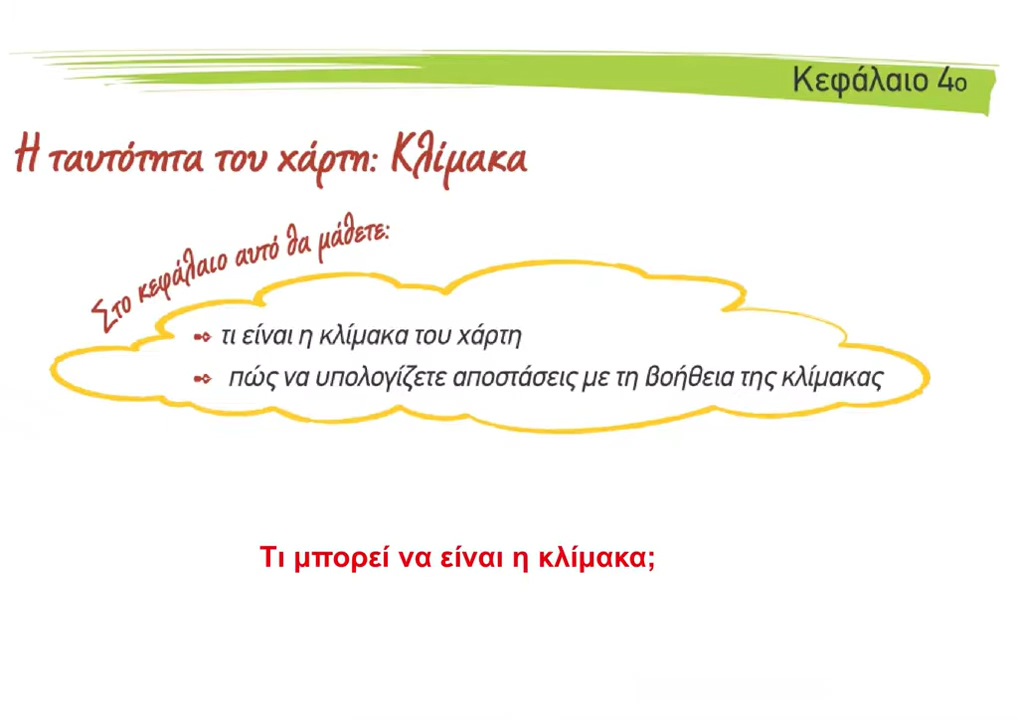 Κεφάλαιο 4ο
Η ταυτότητα του χάρτη: Κλίμακα
Στο κεφάλαιο αυτό θα μάθετε:
τι είναι η κλίμακα του χάρτη
πώς να υπολογίζετε αποστάσεις με τη βοήθεια της κλίμακας
Τι μπορεί να είναι η κλίμακα;